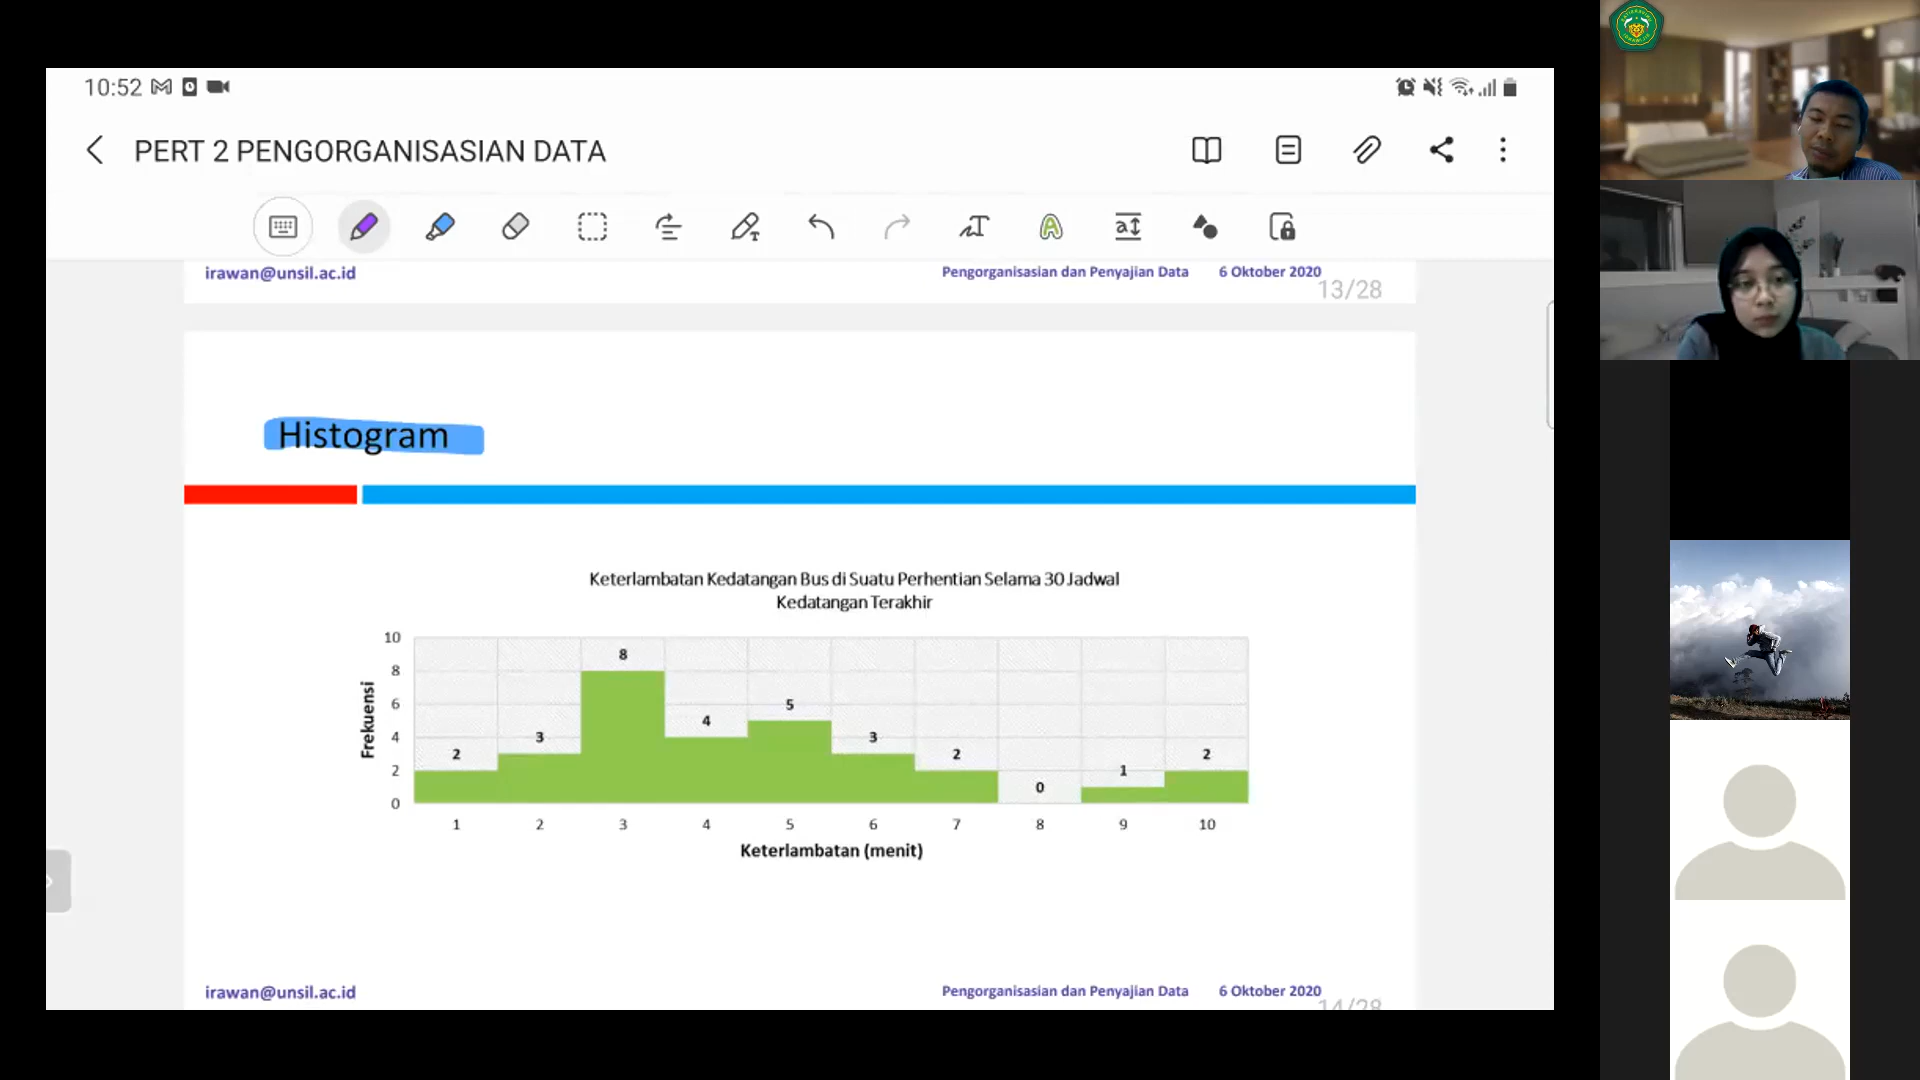 10:52
PERT 2 PENGORGANISASIAN DATA
irawan@unsil.ac.id
Pengorganisasian dan Penyajian Data 6 Oktober 2020
13/28
Histogram
Keterlambatan Kedatangan Bus di Suatu Perhentian Selama 30 Jadwal
Kedatangan Terakhir
Frekuensi
10
8
6
4
2
0
2 3 8 4 5 3 2 0 1 2
1 2 3 4 5 6 7 8 9 10
Keterlambatan (menit)
irawan@unsil.ac.id
Pengorganisasian dan Penyajian Data 6 Oktober 2020
14/28